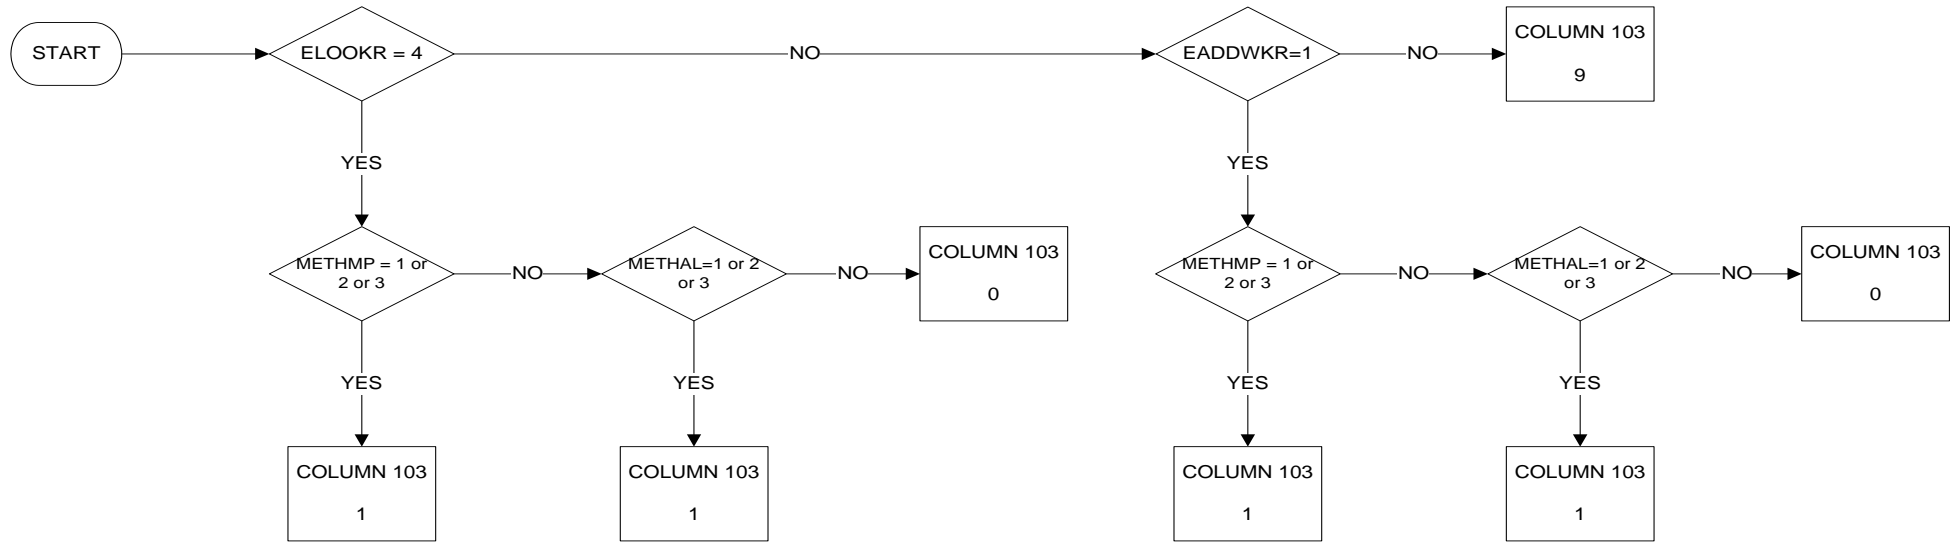 START
ELOOKR = 4
NO
EADDWKR=1
NO
COLUMN 103
9
YES
YES
METHMP = 1 or
2 or 3
NO
METHAL=1 or 2
or 3
NO
COLUMN 103
0
METHMP = 1 or
2 or 3
NO
METHAL=1 or 2
or 3
NO
COLUMN 103
0
YES
YES
YES
YES
COLUMN 103
1
COLUMN 103
1
COLUMN 103
1
COLUMN 103
1